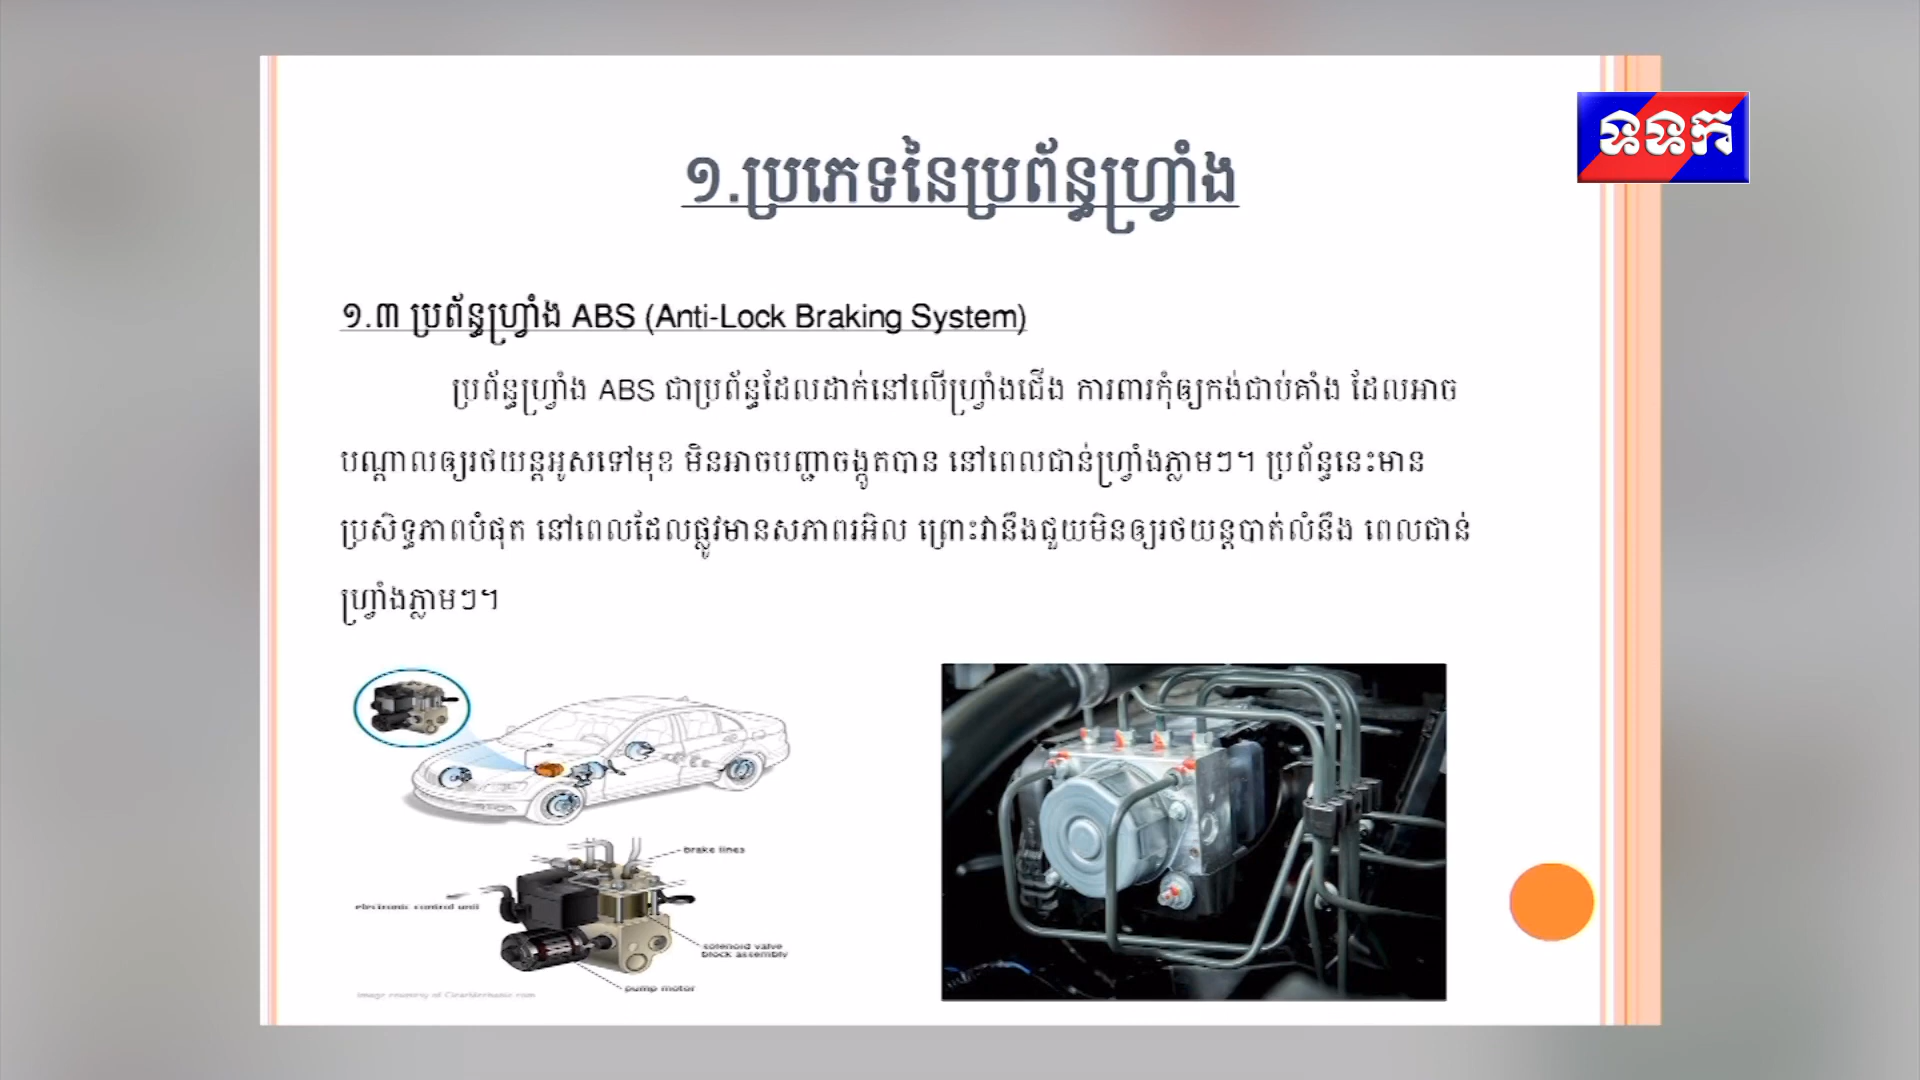 ទទក
១.ប្រភេទនៃប្រព័ន្ធហ្វ្រាំង
១.៣ ប្រព័ន្ធហ្វ្រាំង ABS (Anti-Lock Braking System)
ប្រព័ន្ធហ្វ្រាំង ABS ជាប្រព័ន្ធដែលដាក់នៅលើហ្វ្រាំងជើង ការពារកុំឲ្យកង់ជាប់គាំង ដែលអាច
បណ្តាលឲ្យរថយន្តអូសទៅមុខ មិនអាចបញ្ជាចង្កូតបាន នៅពេលជាន់ហ្វ្រាំងភ្លាមៗ។ ប្រព័ន្ធនេះមាន
ប្រសិទ្ធភាពបំផុត នៅពេលដែលផ្លូវមានសភាពរអិល ព្រោះវានឹងជួយមិនឲ្យរថយន្តបាត់លំនឹង ពេលជាន់
ហ្វ្រាំងភ្លាមៗ។
brake lines
electronic control unit
solenoid valve
block assembly
pump motor
Image courtesy of ClearMechanic.com